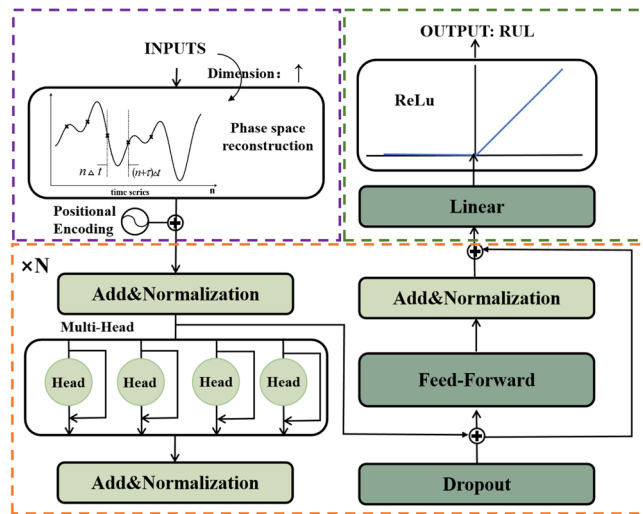 INPUTS
Dimension: ↑
Phase space
reconstruction
n△t (n+τ)△t
time series n
Positional
Encoding
×N
Add&Normalization
Multi-Head
Head Head Head Head
Add&Normalization
OUTPUT: RUL
ReLu
Linear
Add&Normalization
Feed-Forward
Dropout